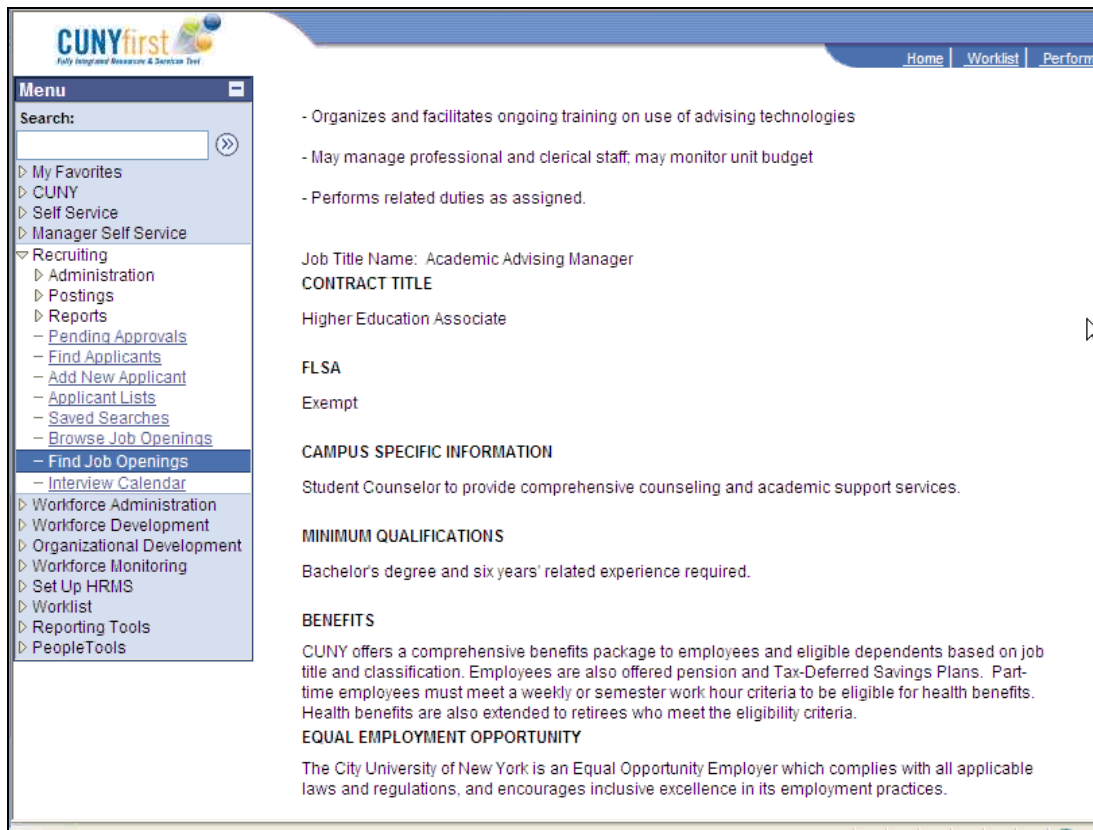 CUNYfirst
Fully Integrated Resources & Services Tool
Home
Worklist
Perform
Menu
Search:
My Favorites
CUNY
Self Service
Manager Self Service
Recruiting
Administration
Postings
Reports
– Pending Approvals
– Find Applicants
– Add New Applicant
– Applicant Lists
– Saved Searches
– Browse Job Openings
– Find Job Openings
– Interview Calendar
Workforce Administration
Workforce Development
Organizational Development
Workforce Monitoring
Set Up HRMS
Worklist
Reporting Tools
PeopleTools
- Organizes and facilitates ongoing training on use of advising technologies
- May manage professional and clerical staff; may monitor unit budget
- Performs related duties as assigned.
Job Title Name: Academic Advising Manager
CONTRACT TITLE
Higher Education Associate
FLSA
Exempt
CAMPUS SPECIFIC INFORMATION
Student Counselor to provide comprehensive counseling and academic support services.
MINIMUM QUALIFICATIONS
Bachelor's degree and six years' related experience required.
BENEFITS
CUNY offers a comprehensive benefits package to employees and eligible dependents based on job
title and classification. Employees are also offered pension and Tax-Deferred Savings Plans. Part-
time employees must meet a weekly or semester work hour criteria to be eligible for health benefits.
Health benefits are also extended to retirees who meet the eligibility criteria.
EQUAL EMPLOYMENT OPPORTUNITY
The City University of New York is an Equal Opportunity Employer which complies with all applicable
laws and regulations, and encourages inclusive excellence in its employment practices.